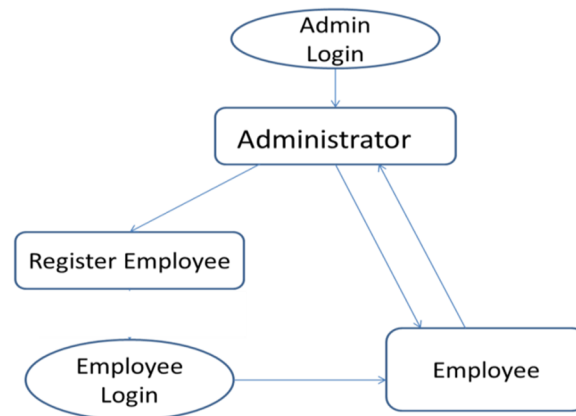 Admin
Login
Administrator
Register Employee
Employee
Login
Employee